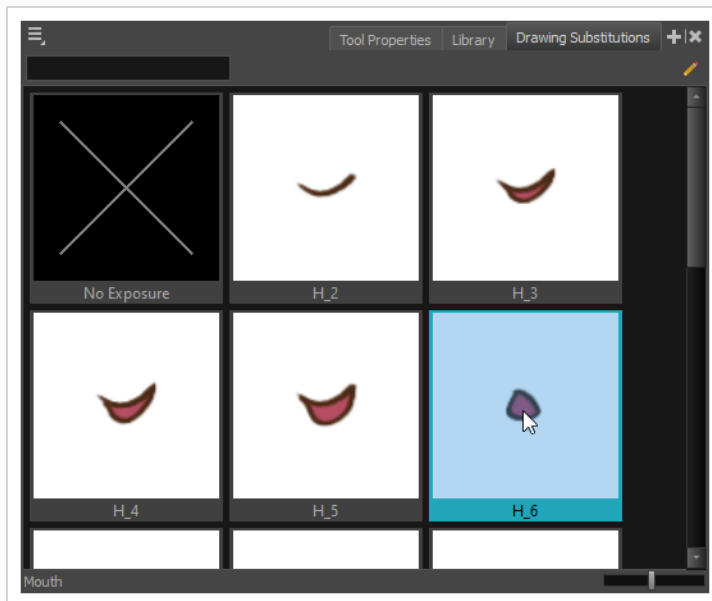 Tool Properties Library Drawing Substitutions
No Exposure H_2 H_3
H_4 H_5 H_6
Mouth